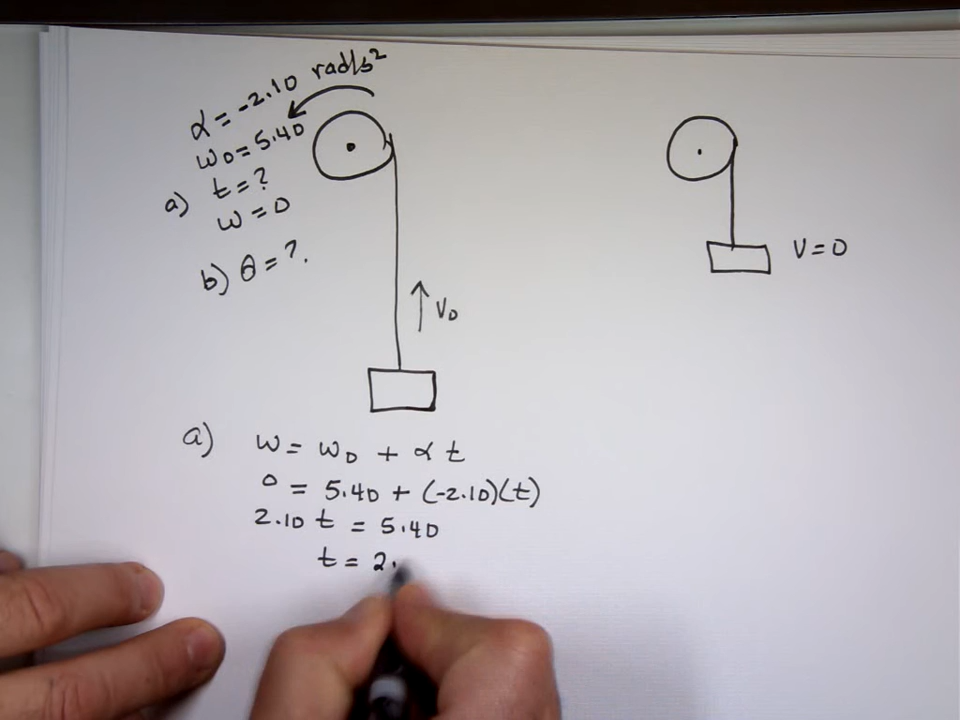 α = -2.10 rad/s²
ω₀ = 5.40
a) t = ?
ω = 0
b) θ = ?.
V₀
V = 0
a) ω = ω₀ + αt
0 = 5.40 + (-2.10)(t)
2.10 t = 5.40
t = 2.